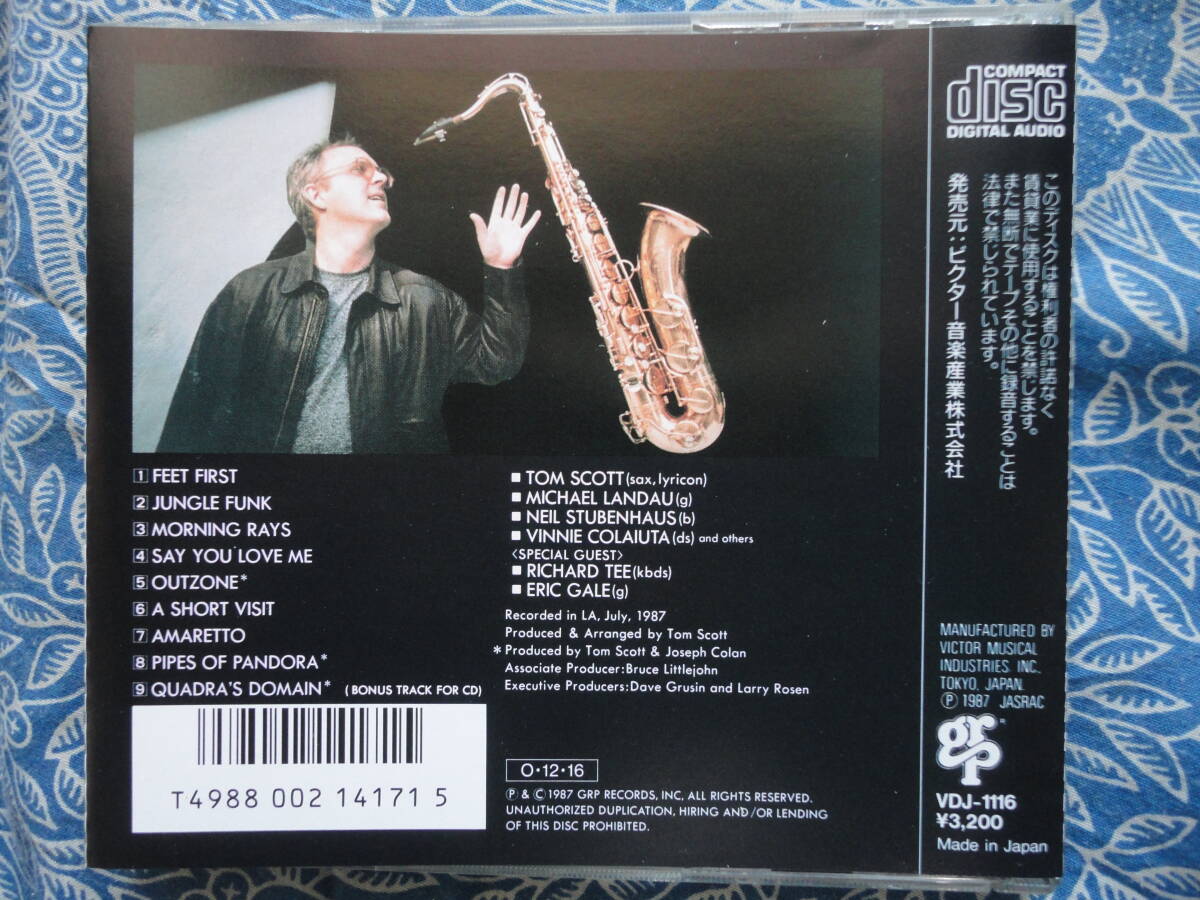 1 FEET FIRST
2 JUNGLE FUNK
3 MORNING RAYS
4 SAY YOU LOVE ME
5 OUTZONE*
6 A SHORT VISIT
7 AMARETTO
8 PIPES OF PANDORA*
9 QUADRA'S DOMAIN* (BONUS TRACK FOR CD)
T4988 002 14171 5
■ TOM SCOTT (sax, lyricon)
■ MICHAEL LANDAU (g)
■ NEIL STUBENHAUS (b)
■ VINNIE COLAIUTA (ds) and others
〈SPECIAL GUEST〉
■ RICHARD TEE (kbds)
■ ERIC GALE (g)
Recorded in LA, July, 1987
Produced & Arranged by Tom Scott
* Produced by Tom Scott & Joseph Colan
Associate Producer: Bruce Littlejohn
Executive Producers: Dave Grusin and Larry Rosen
O・12・16
Ⓟ & © 1987 GRP RECORDS, INC, ALL RIGHTS RESERVED.
UNAUTHORIZED DUPLICATION, HIRING AND/OR LENDING
OF THIS DISC PROHIBITED.
COMPACT
disc
DIGITAL AUDIO
このディスクは権利者の許諾なく
賃貸業に使用することを禁じます。
また無断でテープその他に録音することは
法律で禁じられています。
発売元:ビクター音楽産業株式会社
MANUFACTURED BY
VICTOR MUSICAL
INDUSTRIES INC.
TOKYO, JAPAN.
Ⓟ 1987 JASRAC
grp
VDJ-1116
¥3,200
Made in Japan